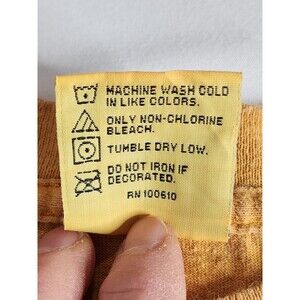 MACHINE WASH COLD
IN LIKE COLORS.
ONLY NON-CHLORINE
BLEACH.
TUMBLE DRY LOW.
DO NOT IRON IF
DECORATED.
RN 100610